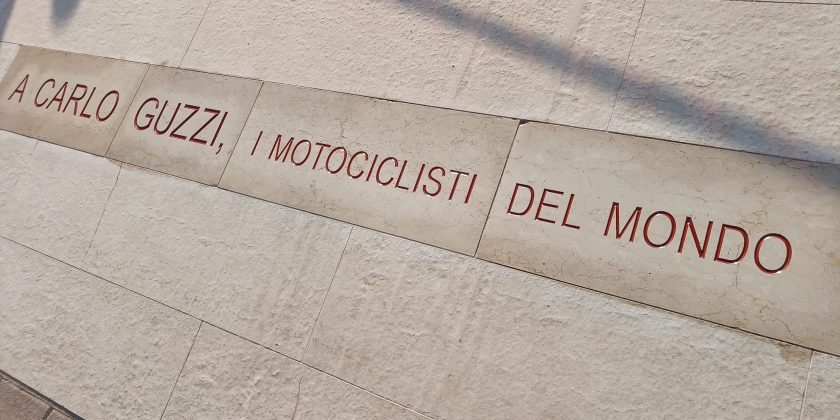 A CARLO GUZZI, I MOTOCICLISTI DEL MONDO